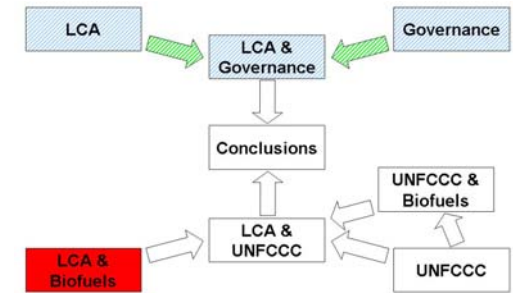 LCA
Governance
LCA &
Governance
Conclusions
UNFCCC &
Biofuels
LCA &
UNFCCC
LCA &
Biofuels
UNFCCC